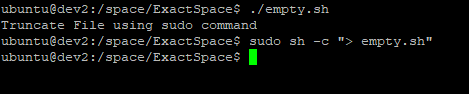 ubuntu@dev2:/space/ExactSpace$ ./empty.sh
Truncate File using sudo command
ubuntu@dev2:/space/ExactSpace$ sudo sh -c "> empty.sh"
ubuntu@dev2:/space/ExactSpace$